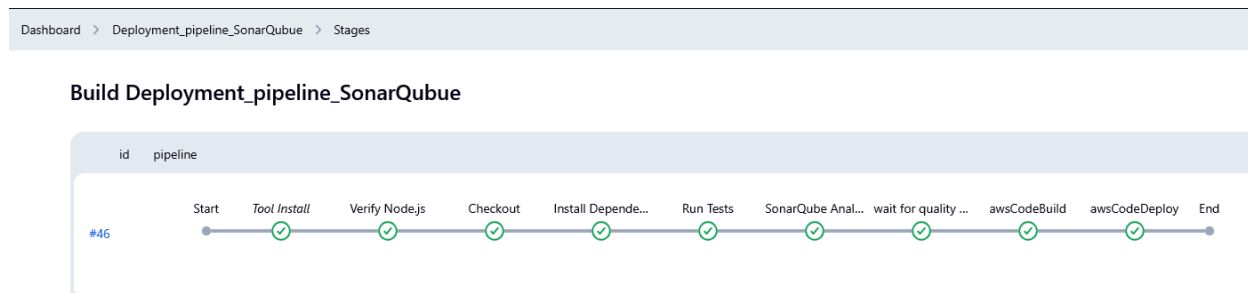 Dashboard > Deployment_pipeline_SonarQubue > Stages
Build Deployment_pipeline_SonarQubue
id pipeline
Start Tool Install Verify Node.js Checkout Install Depende... Run Tests SonarQube Anal... wait for quality ... awsCodeBuild awsCodeDeploy End
#46